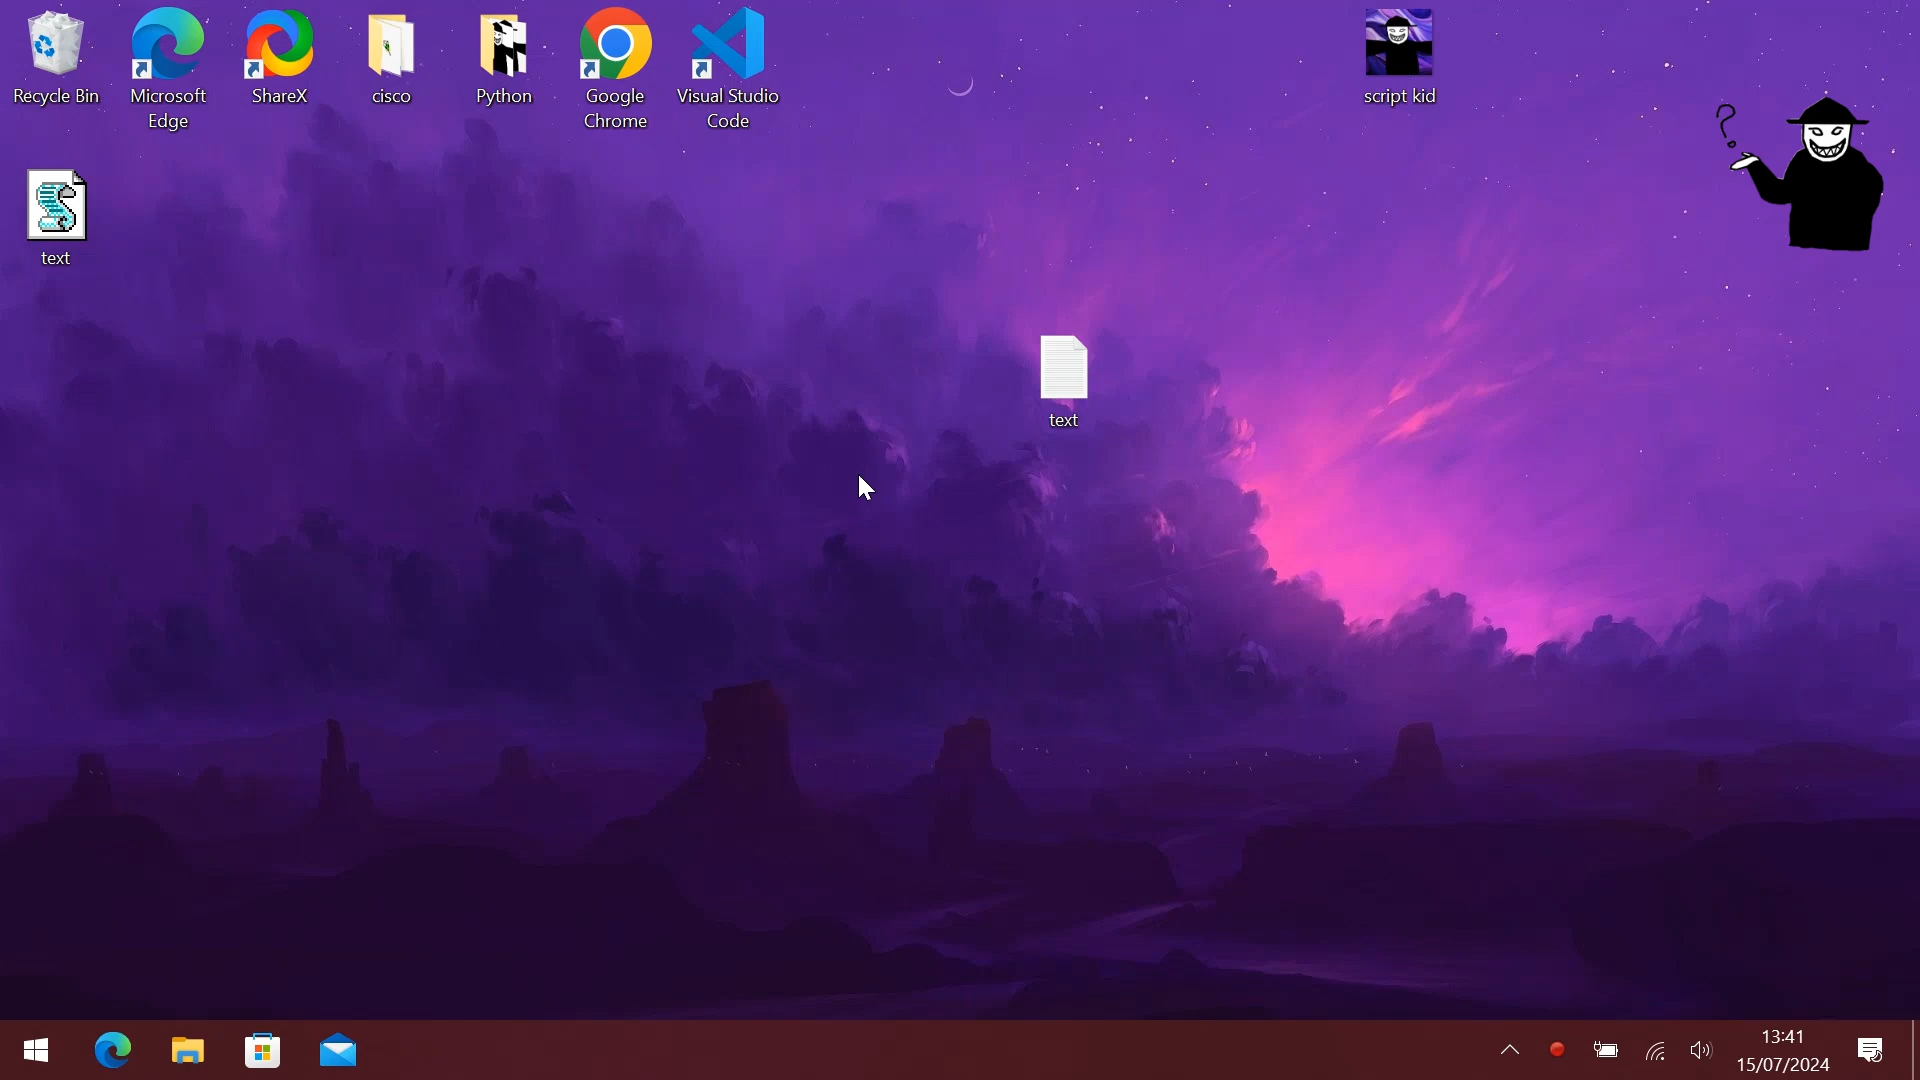 Recycle Bin
Microsoft
Edge
ShareX
cisco
Python
Google
Chrome
Visual Studio
Code
script kid
?
text
text
13:41
15/07/2024